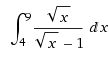 ∫₄⁹ √x / (√x − 1) dx